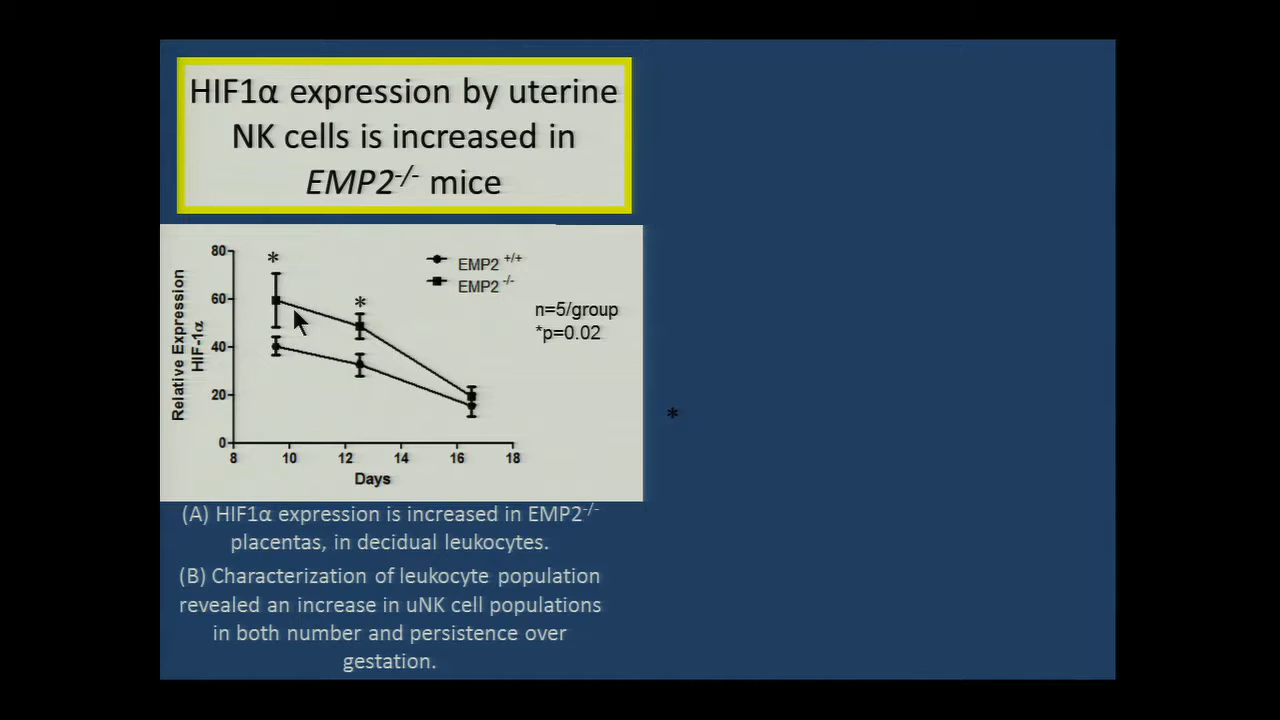 HIF1α expression by uterine
NK cells is increased in
EMP2-/- mice
80
60
40
20
0
Relative Expression
HIF-1α
*
*
EMP2 +/+
EMP2 -/-
n=5/group
*p=0.02
8 10 12 14 16 18
Days
*
(A) HIF1α expression is increased in EMP2-/-
placentas, in decidual leukocytes.
(B) Characterization of leukocyte population
revealed an increase in uNK cell populations
in both number and persistence over
gestation.